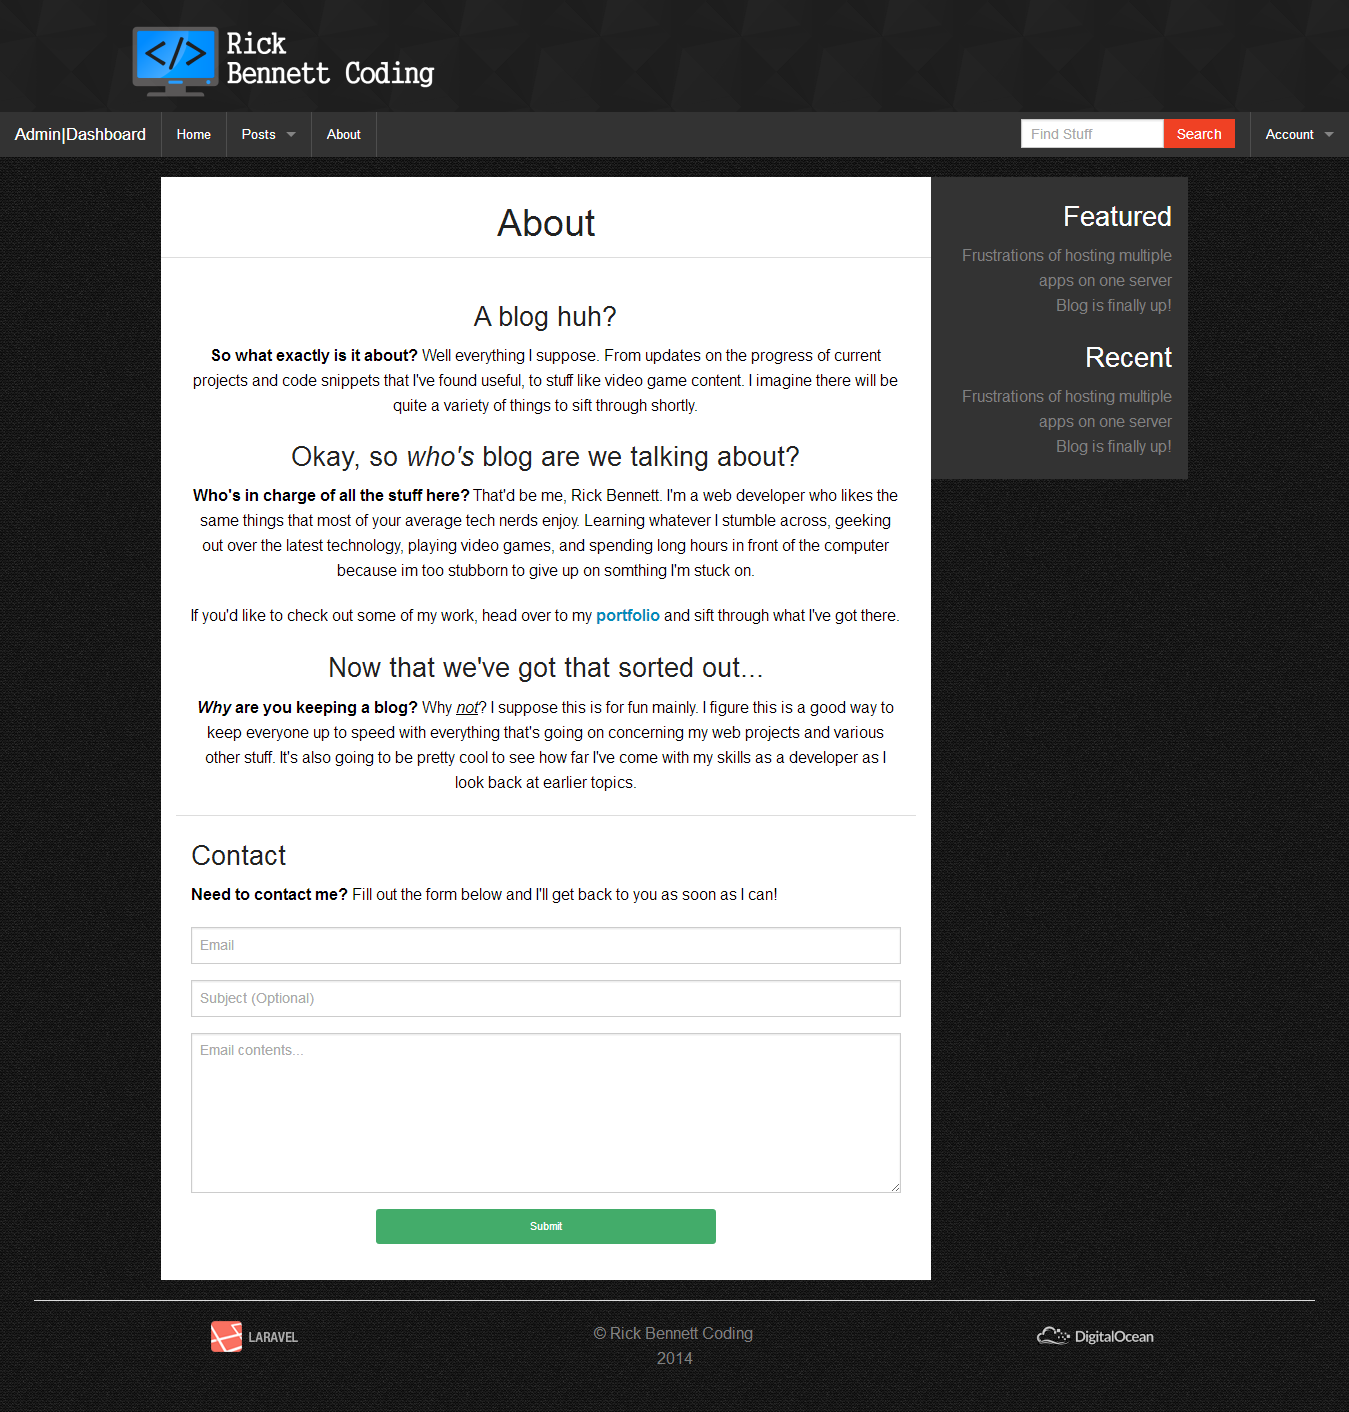 </>
Rick
Bennett Coding
Admin|Dashboard
Home
Posts
About
Find Stuff
Search
Account
About
A blog huh?
So what exactly is it about? Well everything I suppose. From updates on the progress of current
projects and code snippets that I've found useful, to stuff like video game content. I imagine there will be
quite a variety of things to sift through shortly.
Okay, so who's blog are we talking about?
Who's in charge of all the stuff here? That'd be me, Rick Bennett. I'm a web developer who likes the
same things that most of your average tech nerds enjoy. Learning whatever I stumble across, geeking
out over the latest technology, playing video games, and spending long hours in front of the computer
because im too stubborn to give up on somthing I'm stuck on.
If you'd like to check out some of my work, head over to my portfolio and sift through what I've got there.
Now that we've got that sorted out...
Why are you keeping a blog? Why not? I suppose this is for fun mainly. I figure this is a good way to
keep everyone up to speed with everything that's going on concerning my web projects and various
other stuff. It's also going to be pretty cool to see how far I've come with my skills as a developer as I
look back at earlier topics.
Contact
Need to contact me? Fill out the form below and I'll get back to you as soon as I can!
Email
Subject (Optional)
Email contents...
Submit
Featured
Frustrations of hosting multiple
apps on one server
Blog is finally up!
Recent
Frustrations of hosting multiple
apps on one server
Blog is finally up!
LARAVEL
© Rick Bennett Coding
2014
DigitalOcean